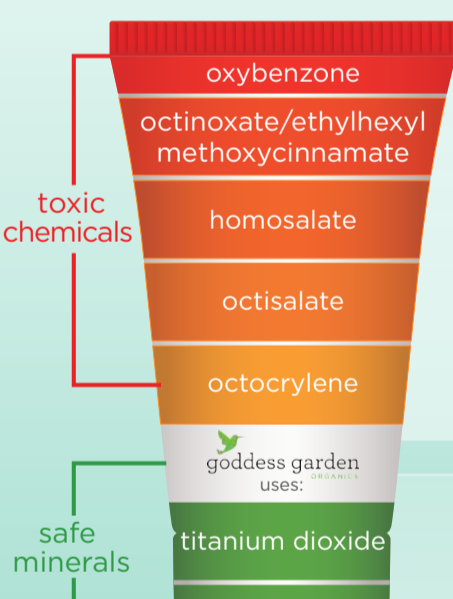 oxybenzone
octinoxate/ethylhexyl
methoxycinnamate
toxic
chemicals
homosalate
octisalate
octocrylene
goddess garden
ORGANICS
uses:
safe
minerals
titanium dioxide